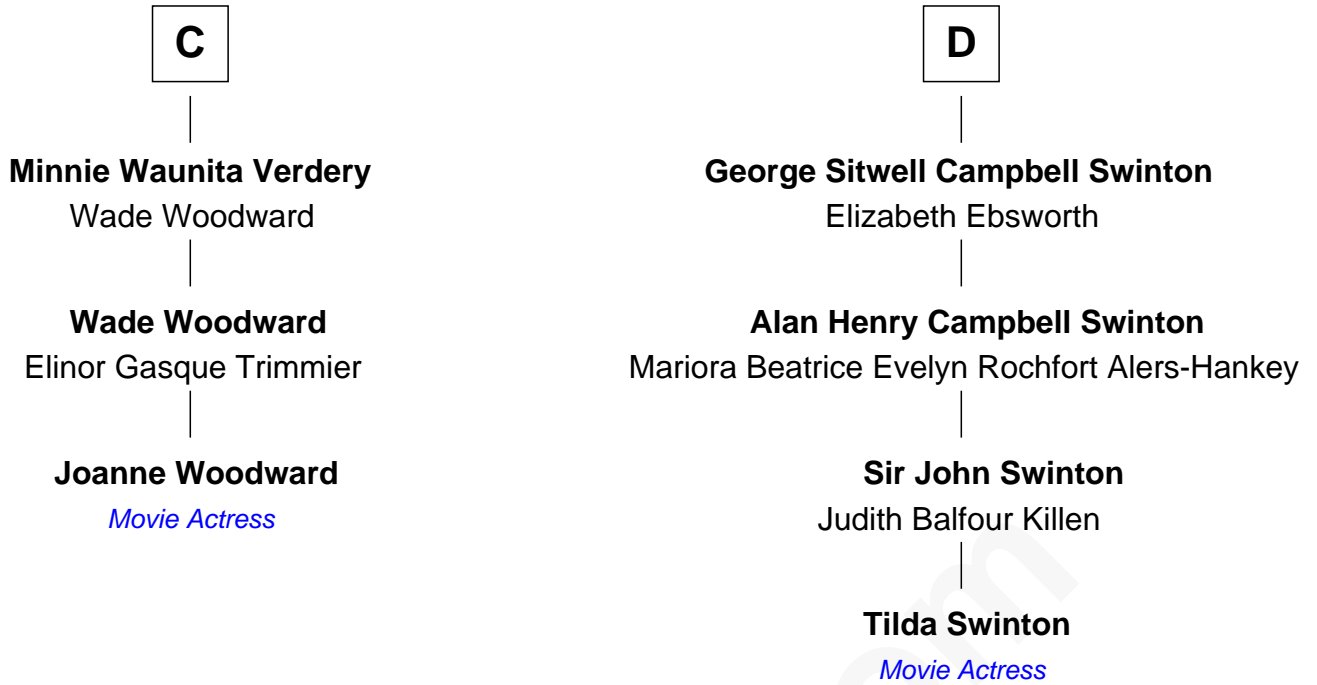 C
Minnie Waunita Verdery
Wade Woodward
Wade Woodward
Elinor Gasque Trimmier
Joanne Woodward
Movie Actress
D
George Sitwell Campbell Swinton
Elizabeth Ebsworth
Alan Henry Campbell Swinton
Mariora Beatrice Evelyn Rochfort Alers-Hankey
Sir John Swinton
Judith Balfour Killen
Tilda Swinton
Movie Actress